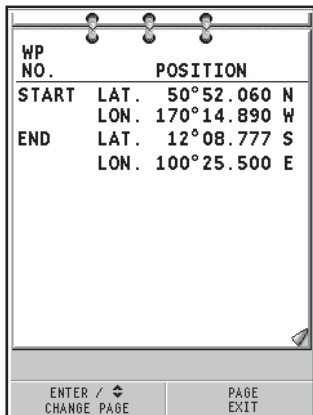 WP
NO. POSITION
START LAT. 50°52.060 N
LON. 170°14.890 W
END LAT. 12°08.777 S
LON. 100°25.500 E
ENTER / ⬍ PAGE
CHANGE PAGE EXIT